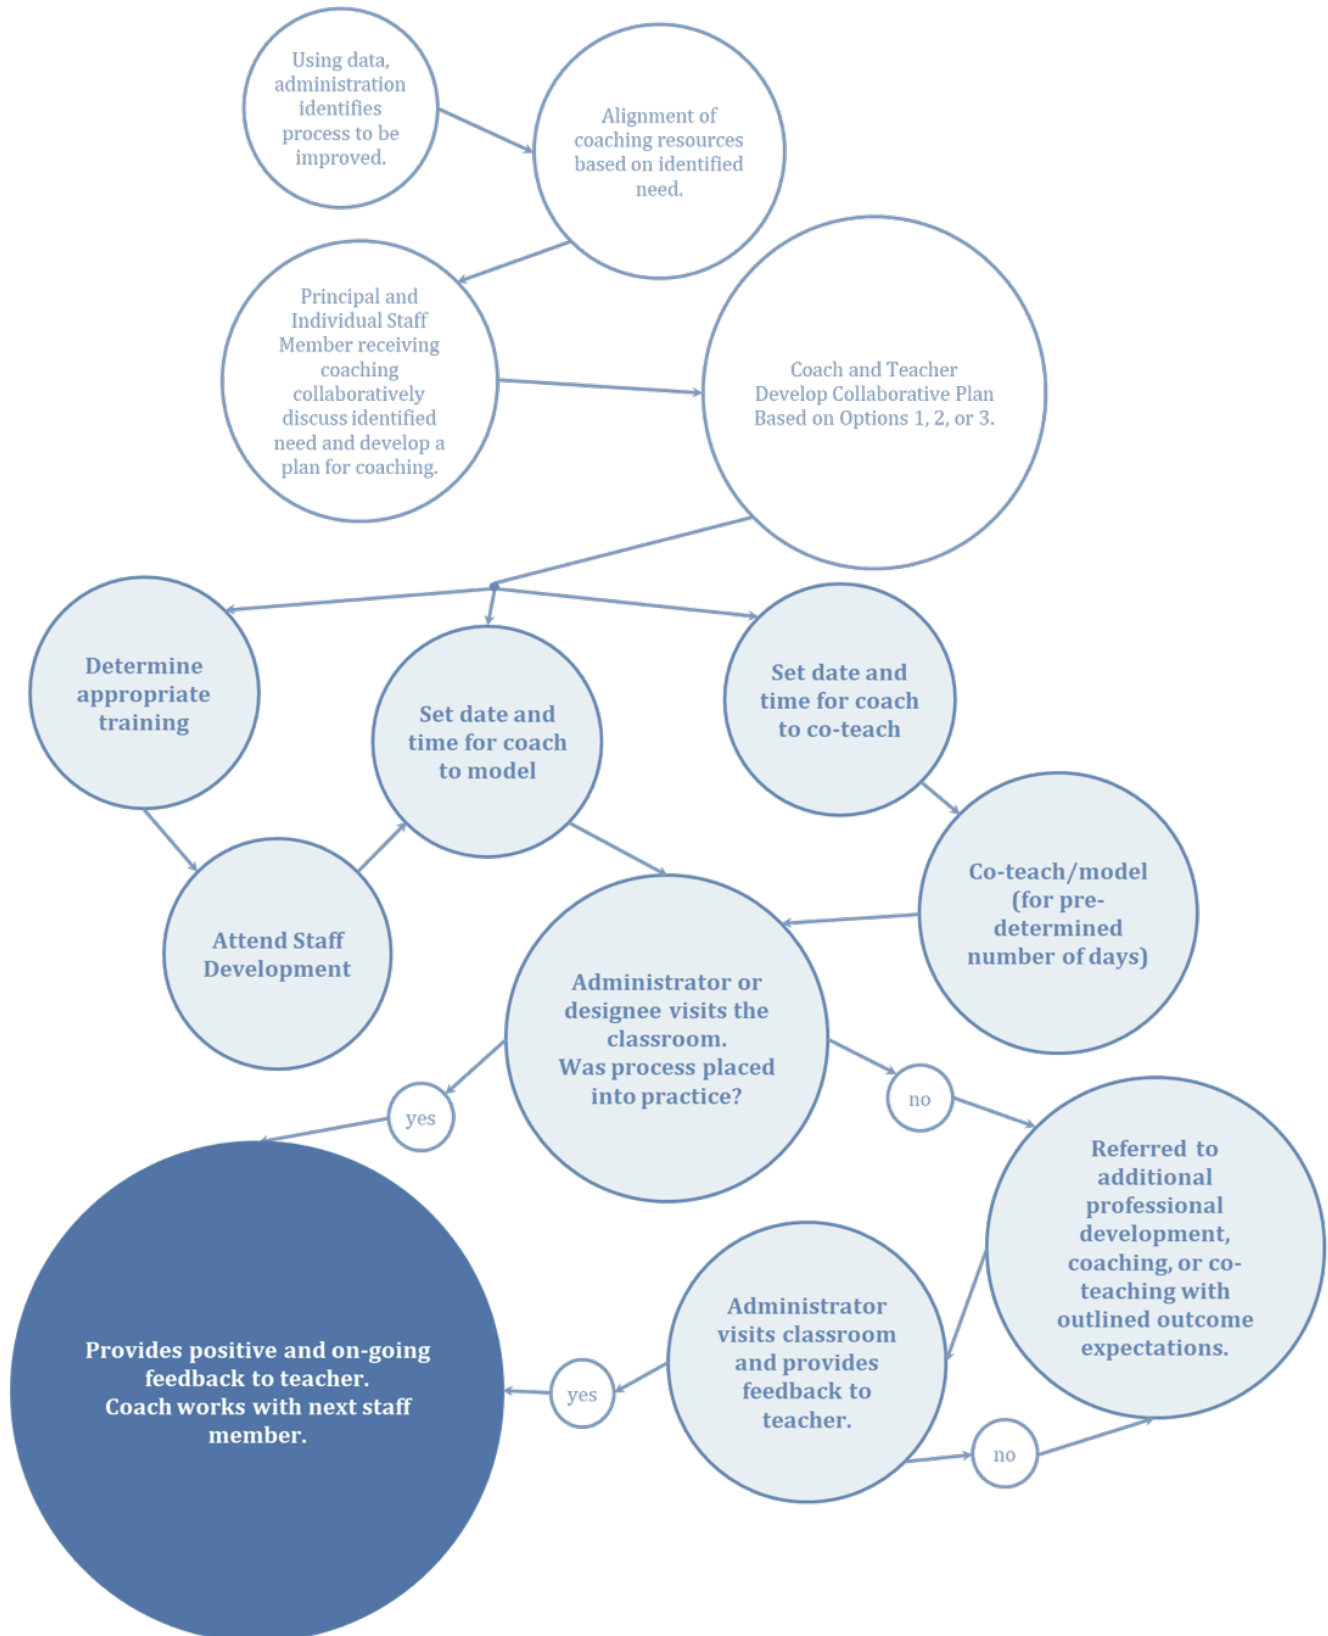 Using data,
administration
identifies
process to be
improved.
Alignment of
coaching resources
based on identified
need.
Principal and
Individual Staff
Member receiving
coaching
collaboratively
discuss identified
need and develop a
plan for coaching.
Coach and Teacher
Develop Collaborative Plan
Based on Options 1, 2, or 3.
Determine
appropriate
training
Set date and
time for coach
to model
Set date and
time for coach
to co-teach
Attend Staff
Development
Co-teach/model
(for pre-
determined
number of days)
Administrator or
designee visits the
classroom.
Was process placed
into practice?
yes
no
Referred to
additional
professional
development,
coaching, or co-
teaching with
outlined outcome
expectations.
Administrator
visits classroom
and provides
feedback to
teacher.
yes
no
Provides positive and on-going
feedback to teacher.
Coach works with next staff
member.